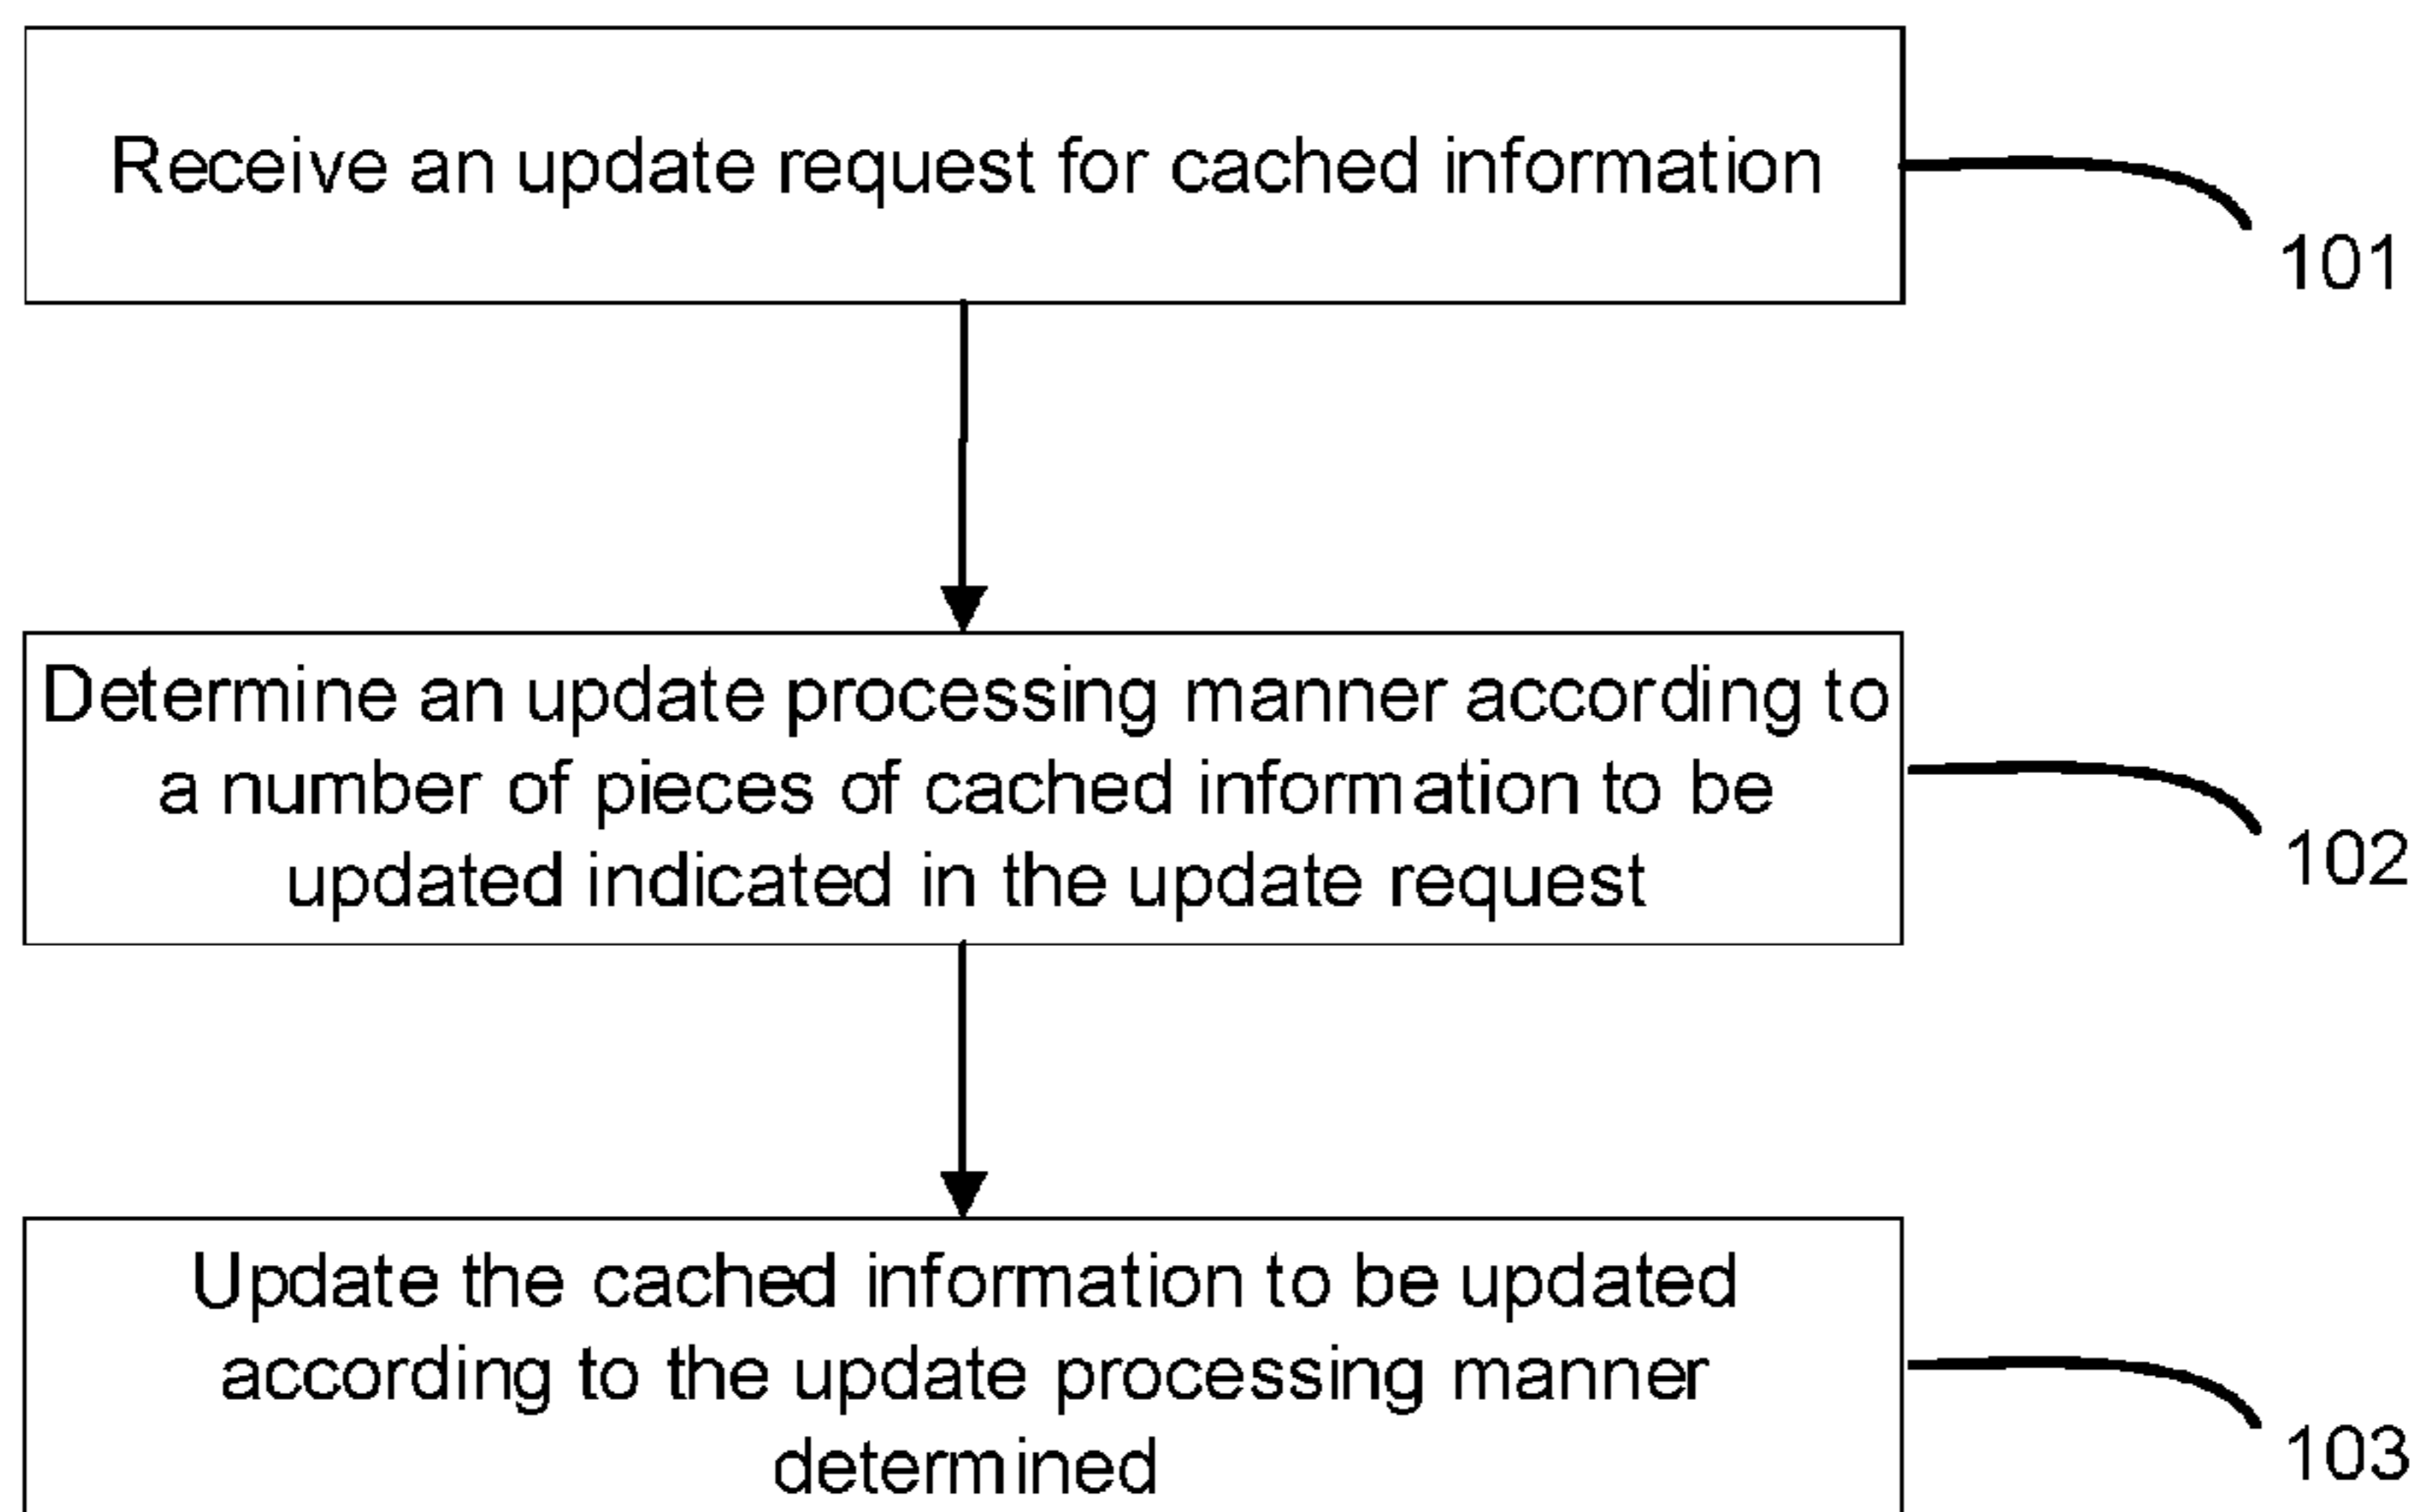 Receive an update request for cached information
101
Determine an update processing manner according to
a number of pieces of cached information to be
updated indicated in the update request
102
Update the cached information to be updated
according to the update processing manner
determined
103